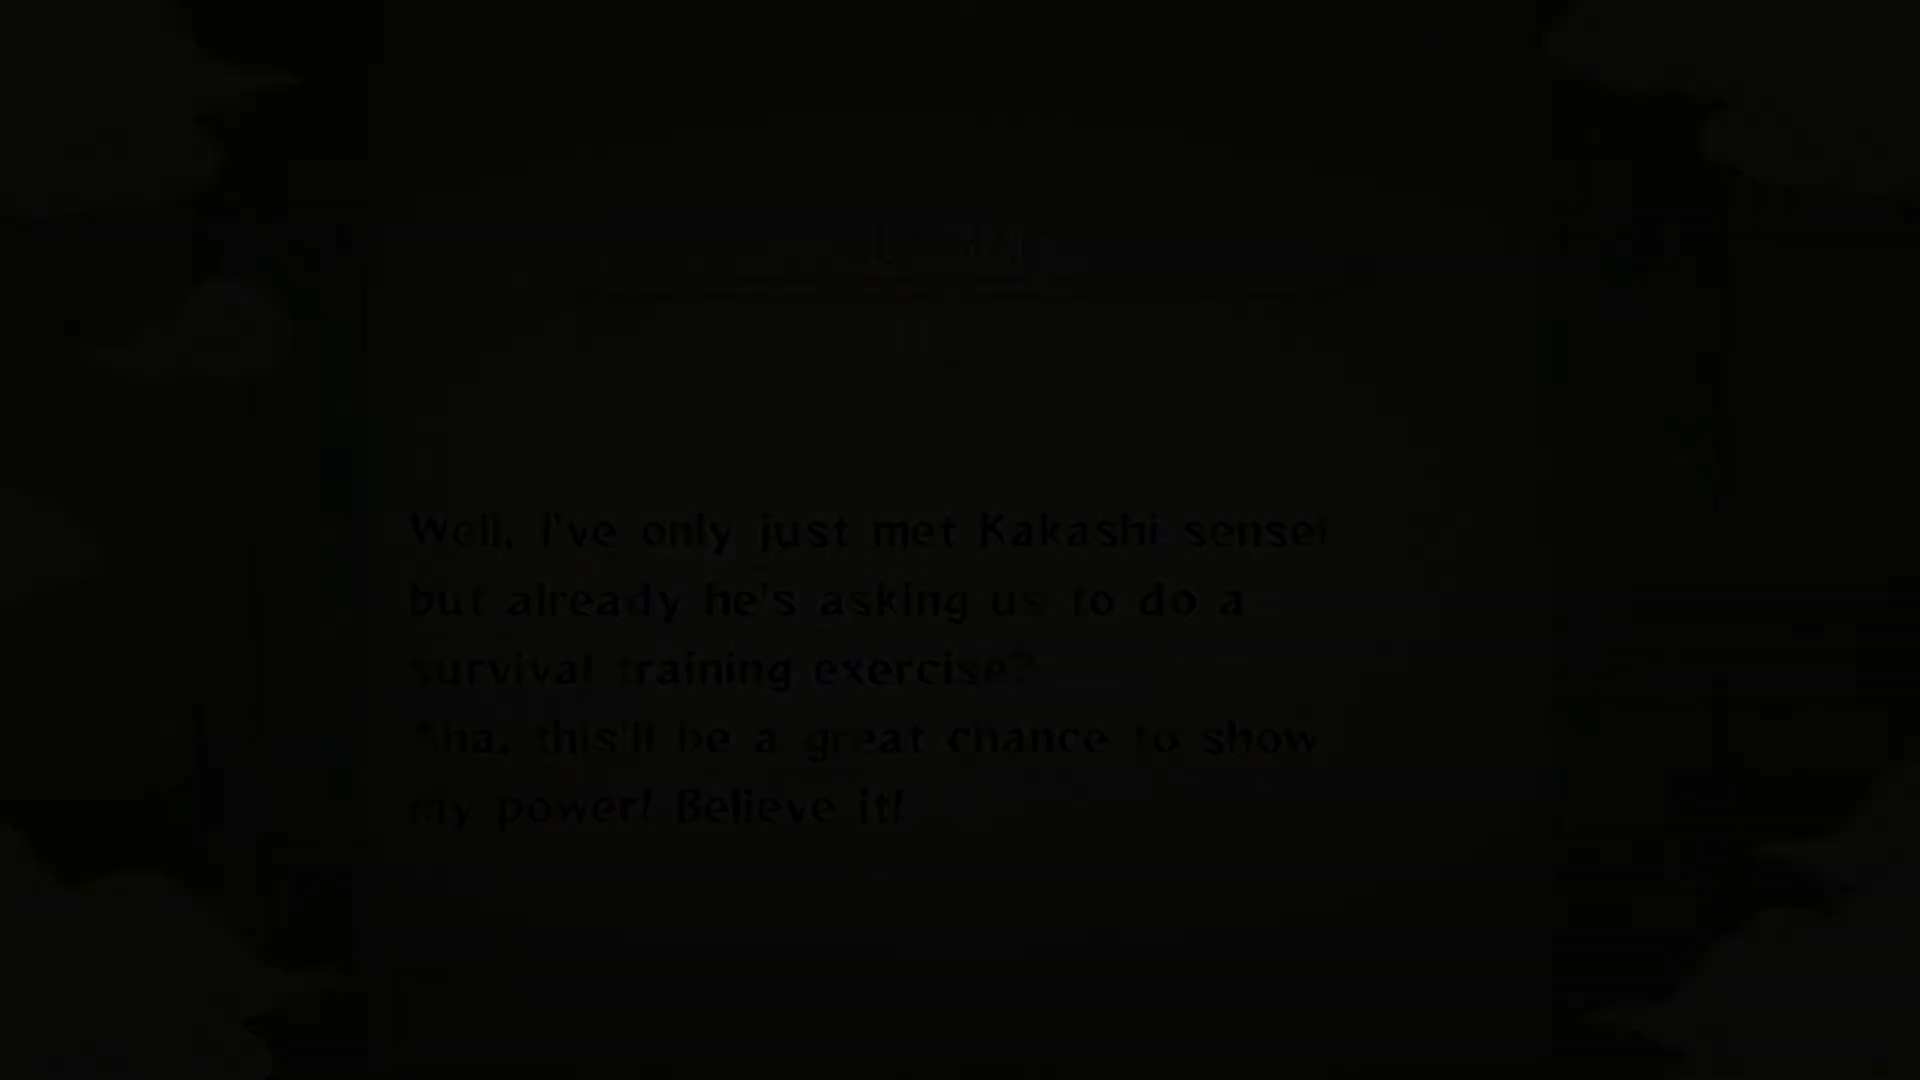 SUMMARY
Well, I've only just met Kakashi sensei
but already he's asking us to do a
survival training exercise?
Aha, this'll be a great chance to show
my power! Believe it!